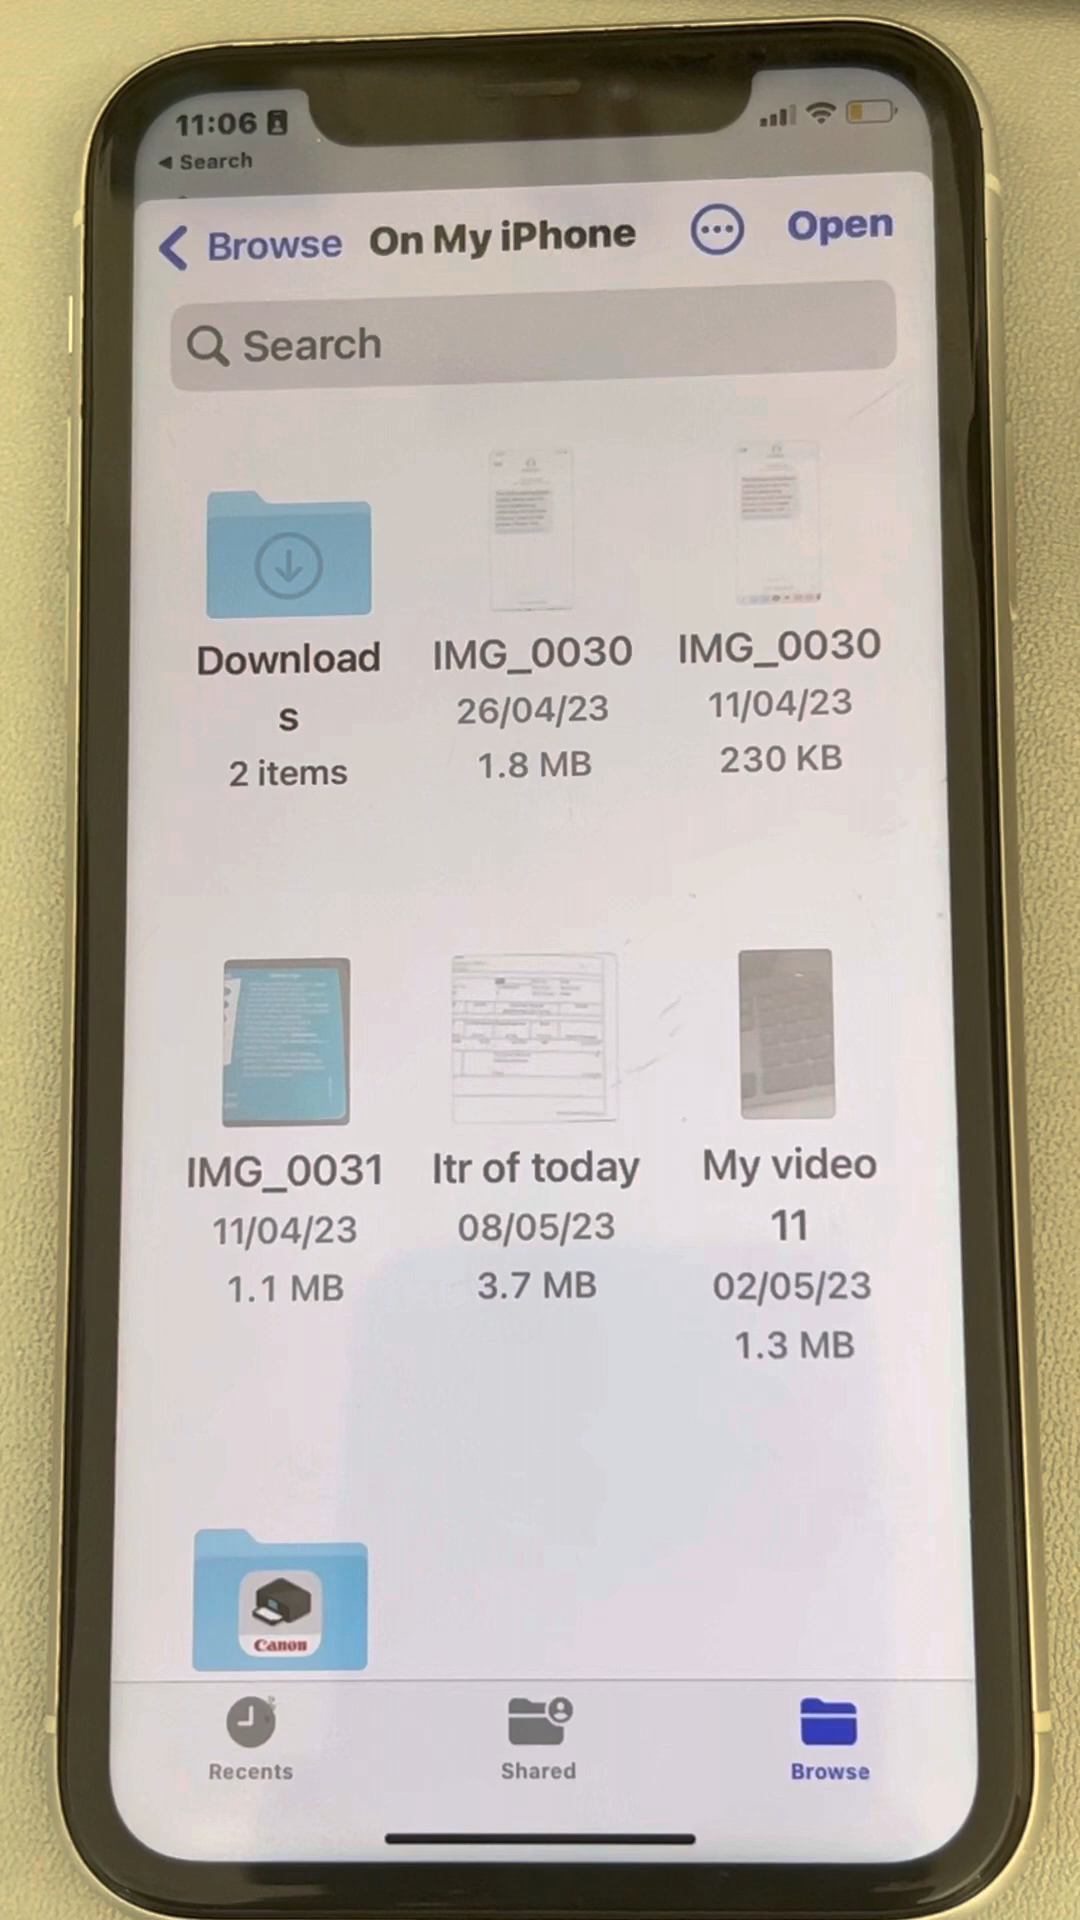 11:06
Search
Browse On My iPhone Open
Search
Download
s
2 items
IMG_0030
26/04/23
1.8 MB
IMG_0030
11/04/23
230 KB
IMG_0031
11/04/23
1.1 MB
ltr of today
08/05/23
3.7 MB
My video
11
02/05/23
1.3 MB
Canon
Recents
Shared
Browse